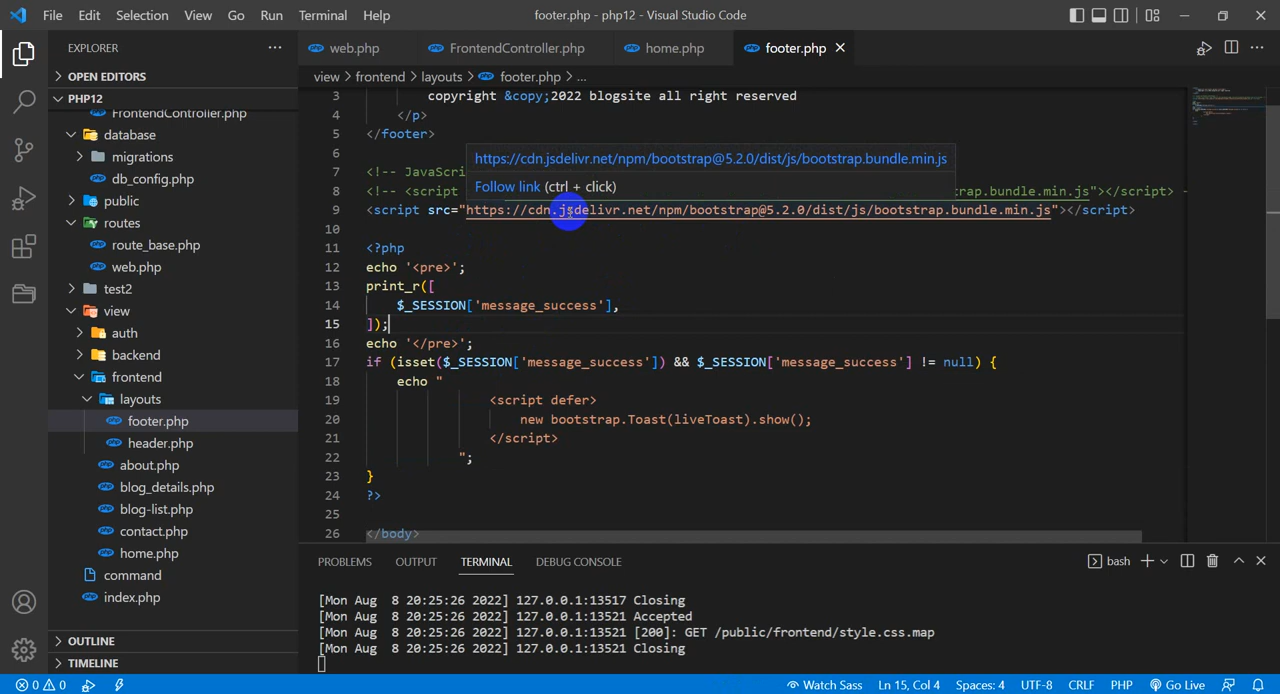 File Edit Selection View Go Run Terminal Help footer.php - php12 - Visual Studio Code
EXPLORER
OPEN EDITORS
PHP12
FrontendController.php
database
migrations
db_config.php
public
routes
route_base.php
web.php
test2
view
auth
backend
frontend
layouts
footer.php
header.php
about.php
blog_details.php
blog-list.php
contact.php
home.php
command
index.php
OUTLINE
TIMELINE
web.php FrontendController.php home.php footer.php
view > frontend > layouts > footer.php > ...
3 copyright &copy;2022 blogsite all right reserved
4 </p>
5 </footer>
6
https://cdn.jsdelivr.net/npm/bootstrap@5.2.0/dist/js/bootstrap.bundle.min.js
Follow link (ctrl + click)
7 <!-- JavaScri
8 <!-- <script strap.bundle.min.js"></script>
9 <script src="https://cdn.jsdelivr.net/npm/bootstrap@5.2.0/dist/js/bootstrap.bundle.min.js"></script>
10
11 <?php
12 echo '<pre>';
13 print_r([
14 $_SESSION['message_success'],
15 ]);
16 echo '</pre>';
17 if (isset($_SESSION['message_success']) && $_SESSION['message_success'] != null) {
18 echo "
19 <script defer>
20 new bootstrap.Toast(liveToast).show();
21 </script>
22 ";
23 }
24 ?>
25
26 </body>
PROBLEMS OUTPUT TERMINAL DEBUG CONSOLE bash
[Mon Aug  8 20:25:26 2022] 127.0.0.1:13517 Closing
[Mon Aug  8 20:25:26 2022] 127.0.0.1:13521 Accepted
[Mon Aug  8 20:25:26 2022] 127.0.0.1:13521 [200]: GET /public/frontend/style.css.map
[Mon Aug  8 20:25:26 2022] 127.0.0.1:13521 Closing
0 0 Watch Sass Ln 15, Col 4 Spaces: 4 UTF-8 CRLF PHP Go Live